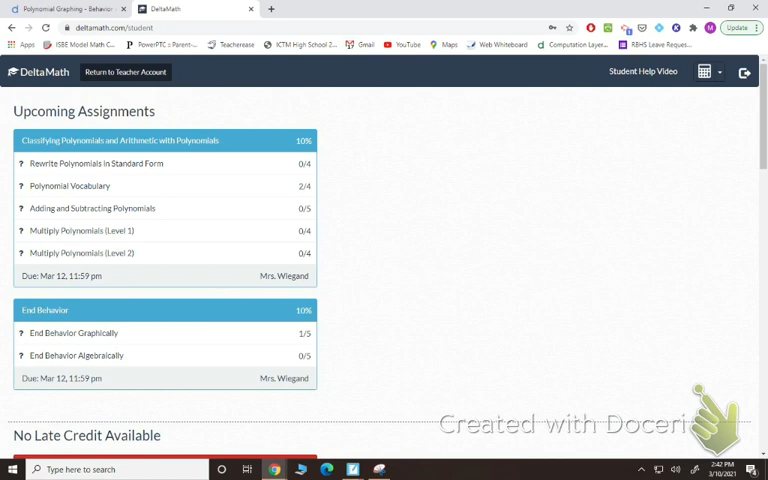 Polynomial Graphing - Behavior
DeltaMath
deltamath.com/student
Update
Apps
ISBE Model Math C...
PowerPTC :: Parent-...
Teacherease
ICTM High School 2...
Gmail
YouTube
Maps
Web Whiteboard
Computation Layer...
RBHS Leave Reques...
DeltaMath
Return to Teacher Account
Student Help Video
Upcoming Assignments
Classifying Polynomials and Arithmetic with Polynomials 10%
? Rewrite Polynomials in Standard Form 0/4
? Polynomial Vocabulary 2/4
? Adding and Subtracting Polynomials 0/5
? Multiply Polynomials (Level 1) 0/4
? Multiply Polynomials (Level 2) 0/4
Due: Mar 12, 11:59 pm Mrs. Wiegand
End Behavior 10%
? End Behavior Graphically 1/5
? End Behavior Algebraically 0/5
Due: Mar 12, 11:59 pm Mrs. Wiegand
Created with Doceri
No Late Credit Available
Type here to search
2:42 PM
3/10/2021